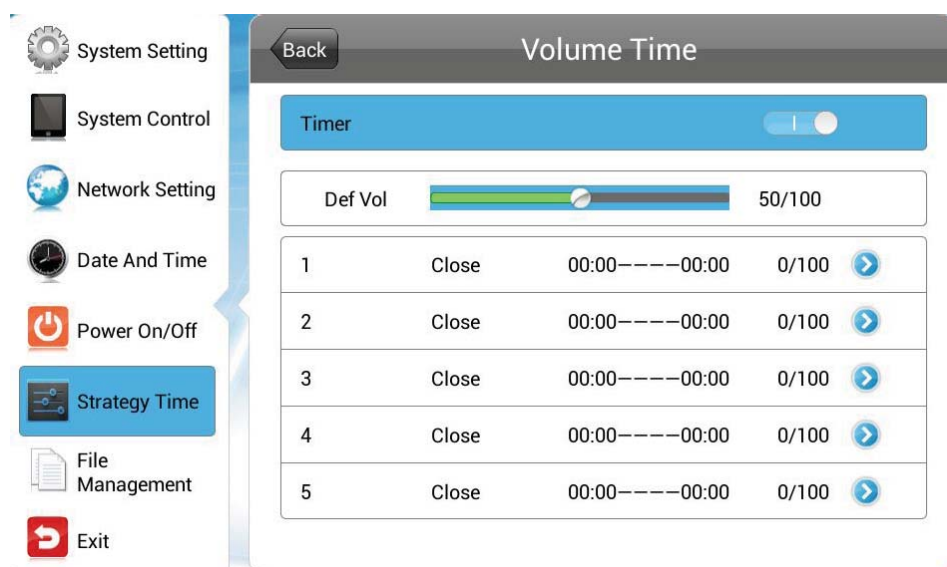 System Setting
System Control
Network Setting
Date And Time
Power On/Off
Strategy Time
File
Management
Exit
Back
Volume Time
Timer
Def Vol 50/100
1 Close 00:00————00:00 0/100
2 Close 00:00————00:00 0/100
3 Close 00:00————00:00 0/100
4 Close 00:00————00:00 0/100
5 Close 00:00————00:00 0/100